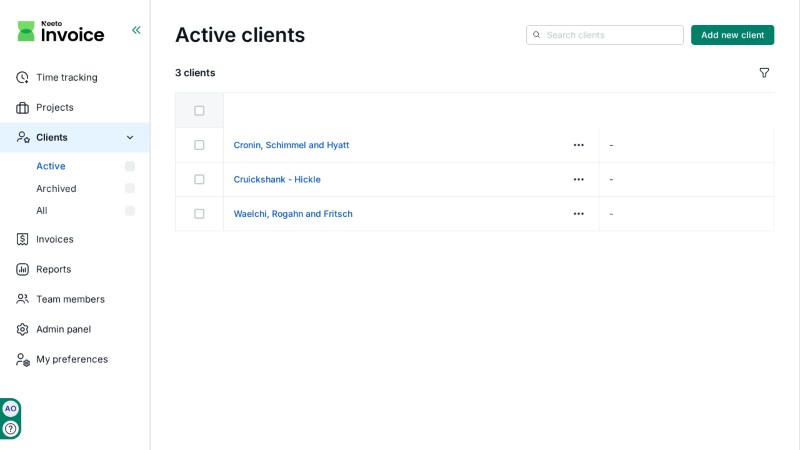 Neeto
Invoice
Time tracking
Projects
Clients
Active
Archived
All
Invoices
Reports
Team members
Admin panel
My preferences
AO
Active clients
Search clients
Add new client
3 clients
Cronin, Schimmel and Hyatt
-
Cruickshank - Hickle
-
Waelchi, Rogahn and Fritsch
-